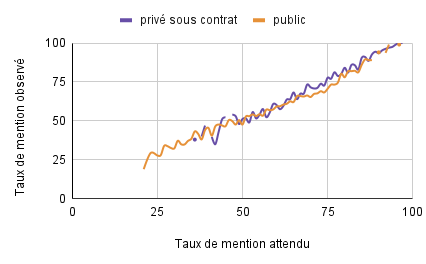 privé sous contrat
public
Taux de mention observé
100
75
50
25
0
0
25
50
75
100
Taux de mention attendu